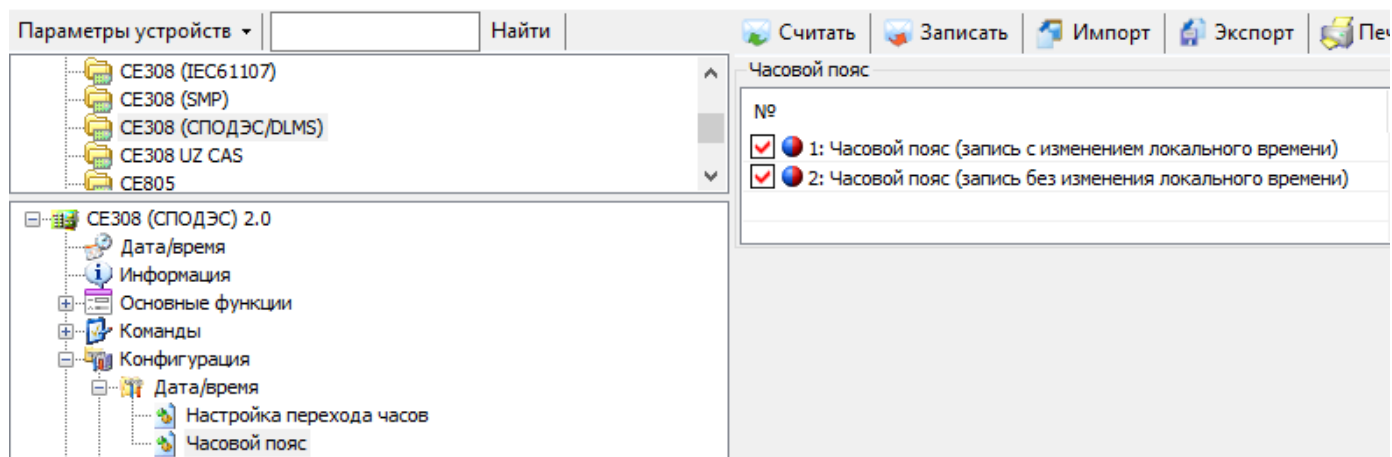 Параметры устройств Найти
Считать Записать Импорт Экспорт
CE308 (IEC61107)
CE308 (SMP)
CE308 (СПОДЭС/DLMS)
CE308 UZ CAS
CE805
CE308 (СПОДЭС) 2.0
Дата/время
Информация
Основные функции
Команды
Конфигурация
Дата/время
Настройка перехода часов
Часовой пояс
Часовой пояс
№
1: Часовой пояс (запись с изменением локального времени)
2: Часовой пояс (запись без изменения локального времени)